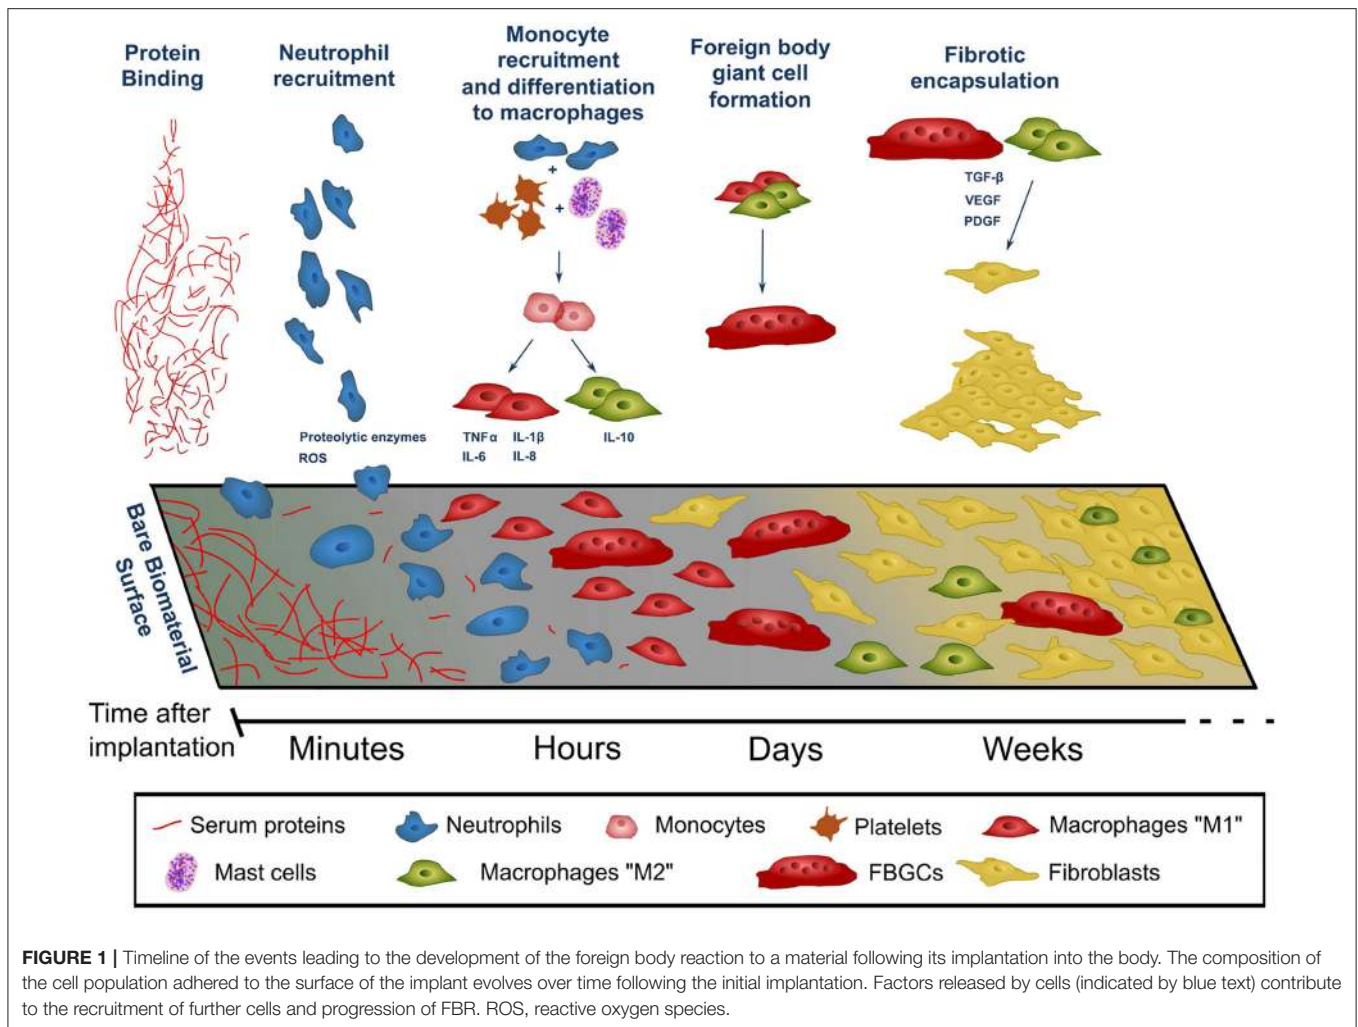 Protein
Binding
Neutrophil
recruitment
Monocyte
recruitment
and differentiation
to macrophages
Foreign body
giant cell
formation
Fibrotic
encapsulation
+
+
TGF-β
VEGF
PDGF
Proteolytic enzymes
ROS
TNFα IL-1β
IL-6 IL-8
IL-10
Bare Biomaterial
Surface
Time after
implantation
Minutes
Hours
Days
Weeks
Serum proteins
Neutrophils
Monocytes
Platelets
Macrophages "M1"
Mast cells
Macrophages "M2"
FBGCs
Fibroblasts
FIGURE 1 | Timeline of the events leading to the development of the foreign body reaction to a material following its implantation into the body. The composition of
the cell population adhered to the surface of the implant evolves over time following the initial implantation. Factors released by cells (indicated by blue text) contribute
to the recruitment of further cells and progression of FBR. ROS, reactive oxygen species.